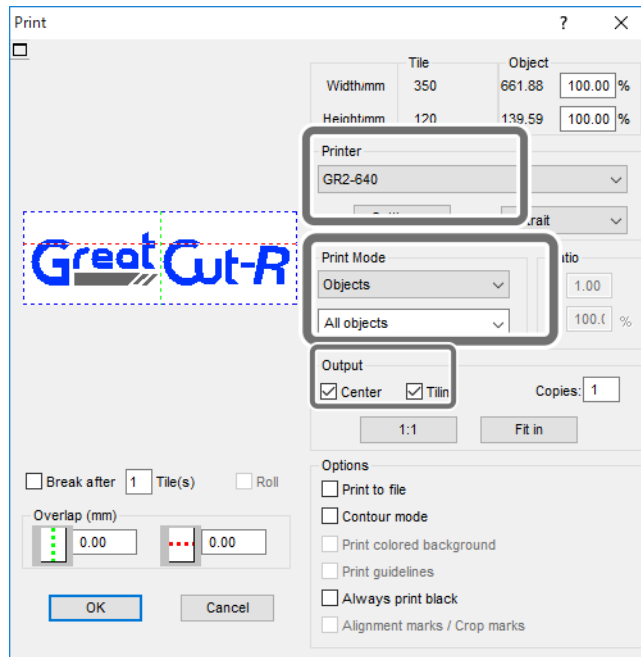 Print ? ✕
Tile Object
Width/mm 350 661.88 100.00 %
Height/mm 120 139.59 100.00 %
Printer
GR2-640
Print Mode
Objects 1.00
All objects %
Great Cut-R
Output
Center Tilin Copies: 1
1:1 Fit in
Break after 1 Tile(s) Roll
Overlap (mm)
0.00 0.00
OK Cancel
Options
Print to file
Contour mode
Print colored background
Print guidelines
Always print black
Alignment marks / Crop marks